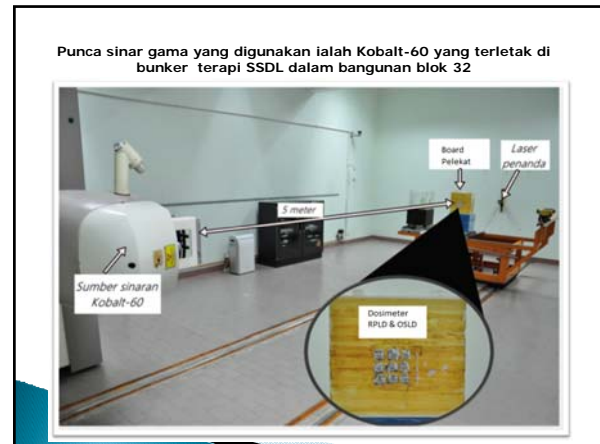 Punca sinar gama yang digunakan ialah Kobalt-60 yang terletak di
bunker terapi SSDL dalam bangunan blok 32
Board
Pelekat
Laser
penanda
5 meter
Sumber sinaran
Kobalt-60
Dosimeter
RPLD & OSLD